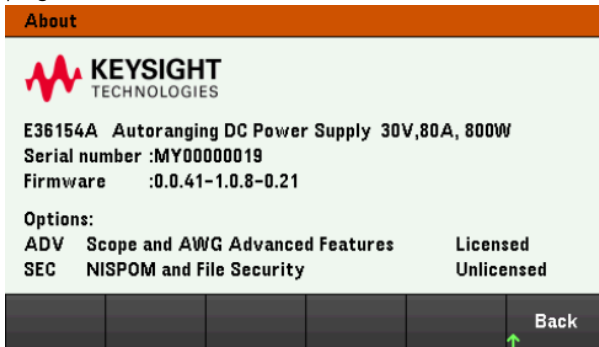 About
KEYSIGHT
TECHNOLOGIES
E36154A Autoranging DC Power Supply 30V,80A, 800W
Serial number :MY00000019
Firmware :0.0.41-1.0.8-0.21
Options:
ADV Scope and AWG Advanced Features Licensed
SEC NISPOM and File Security Unlicensed
Back